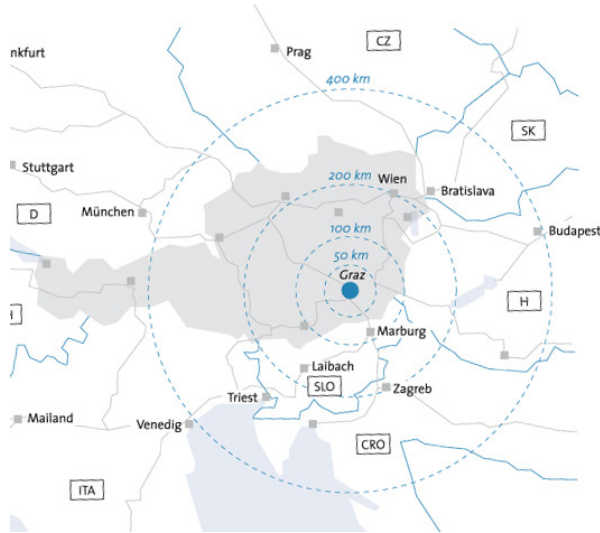 CZ
nkfurt
Prag
400 km
SK
Stuttgart
200 km
Wien
Bratislava
D
München
100 km
Budapest
50 km
Graz
H
H
Marburg
Laibach
SLO
Zagreb
Triest
Mailand
Venedig
CRO
ITA